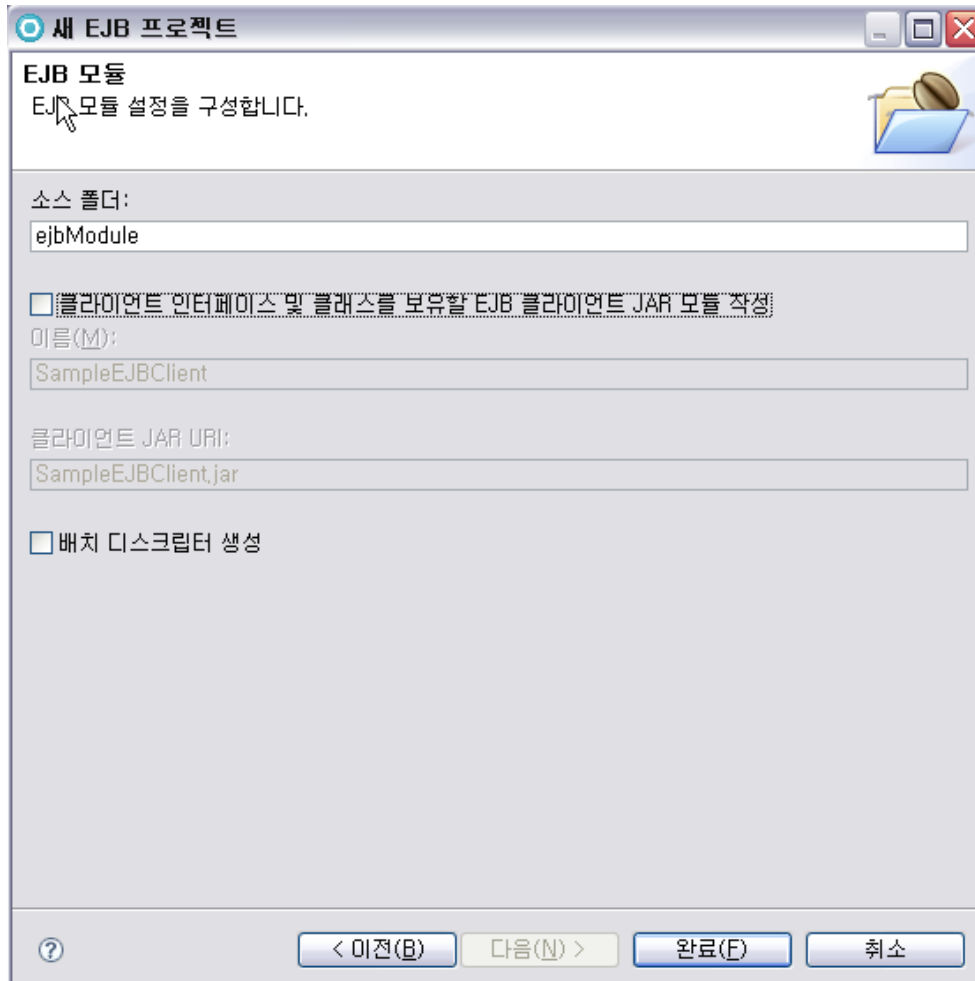 새 EJB 프로젝트
EJB 모듈
EJB 모듈 설정을 구성합니다.
소스 폴더:
ejbModule
클라이언트 인터페이스 및 클래스를 보유할 EJB 클라이언트 JAR 모듈 작성
이름(M):
SampleEJBClient
클라이언트 JAR URI:
SampleEJBClient.jar
배치 디스크립터 생성
?
< 이전(B) 다음(N) > 완료(F) 취소